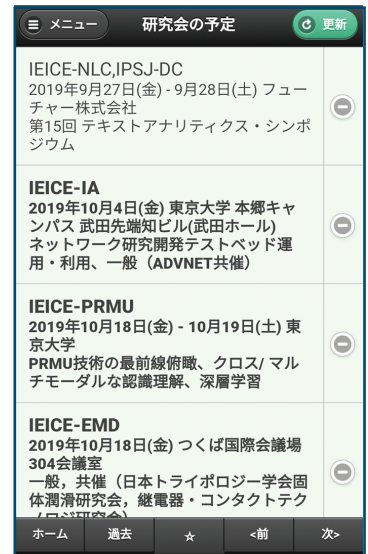 メニュー
研究会の予定
更新
IEICE-NLC,IPSJ-DC
2019年9月27日(金) - 9月28日(土) フュー
チャー株式会社
第15回 テキストアナリティクス・シンポ
ジウム
IEICE-IA
2019年10月4日(金) 東京大学 本郷キャ
ンパス 武田先端知ビル(武田ホール)
ネットワーク研究開発テストベッド運
用・利用、一般（ADVNET共催）
IEICE-PRMU
2019年10月18日(金) - 10月19日(土) 東
京大学
PRMU技術の最前線俯瞰、クロス/ マル
チモーダルな認識理解、深層学習
IEICE-EMD
2019年10月18日(金) つくば国際会議場
304会議室
一般，共催（日本トライボロジー学会固
体潤滑研究会，継電器・コンタクトテク
ノロジ研究会）
ホーム
過去
☆
<前
次>